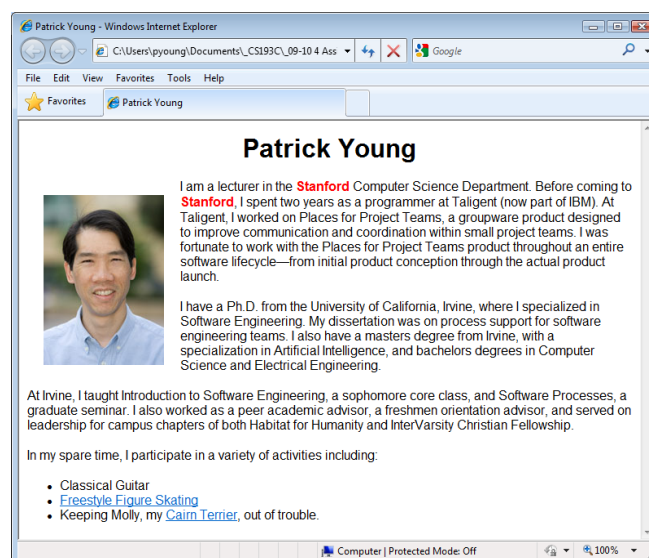 Patrick Young - Windows Internet Explorer
C:\Users\pyoung\Documents\_CS193C\_09-10 4 Ass
Google
File Edit View Favorites Tools Help
Favorites
Patrick Young
Patrick Young
I am a lecturer in the Stanford Computer Science Department. Before coming to
Stanford, I spent two years as a programmer at Taligent (now part of IBM). At
Taligent, I worked on Places for Project Teams, a groupware product designed
to improve communication and coordination within small project teams. I was
fortunate to work with the Places for Project Teams product throughout an entire
software lifecycle—from initial product conception through the actual product
launch.
I have a Ph.D. from the University of California, Irvine, where I specialized in
Software Engineering. My dissertation was on process support for software
engineering teams. I also have a masters degree from Irvine, with a
specialization in Artificial Intelligence, and bachelors degrees in Computer
Science and Electrical Engineering.
At Irvine, I taught Introduction to Software Engineering, a sophomore core class, and Software Processes, a
graduate seminar. I also worked as a peer academic advisor, a freshmen orientation advisor, and served on
leadership for campus chapters of both Habitat for Humanity and InterVarsity Christian Fellowship.
In my spare time, I participate in a variety of activities including:
• Classical Guitar
• Freestyle Figure Skating
• Keeping Molly, my Cairn Terrier, out of trouble.
Computer | Protected Mode: Off
100%